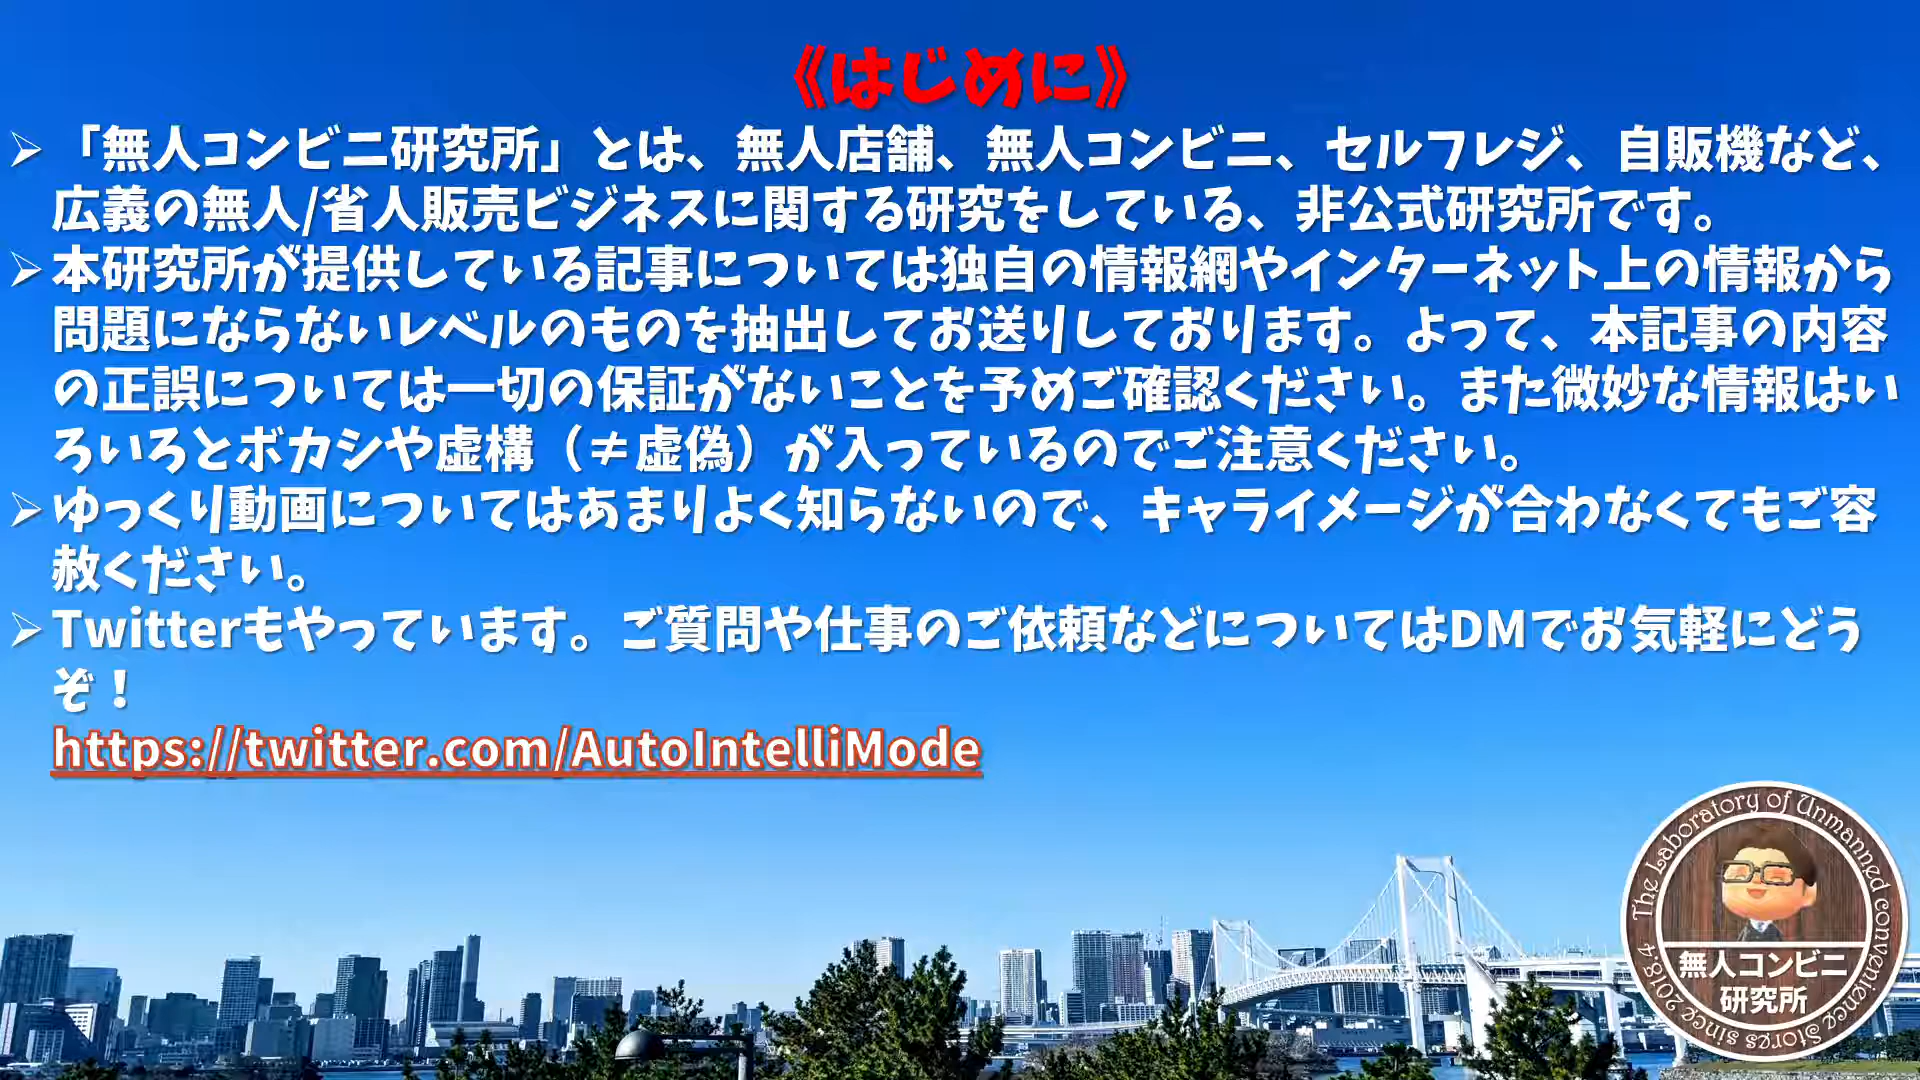 《はじめに》
➢「無人コンビニ研究所」とは、無人店舗、無人コンビニ、セルフレジ、自販機など、
広義の無人/省人販売ビジネスに関する研究をしている、非公式研究所です。
➢本研究所が提供している記事については独自の情報網やインターネット上の情報から
問題にならないレベルのものを抽出してお送りしております。よって、本記事の内容
の正誤については一切の保証がないことを予めご確認ください。また微妙な情報はい
ろいろとボカシや虚構（≠虚偽）が入っているのでご注意ください。
➢ゆっくり動画についてはあまりよく知らないので、キャライメージが合わなくてもご容
赦ください。
➢Twitterもやっています。ご質問や仕事のご依頼などについてはDMでお気軽にどう
ぞ！
https://twitter.com/AutoIntelliMode
The Laboratory of Unmanned convenience Stores since 2018.4
無人コンビニ
研究所